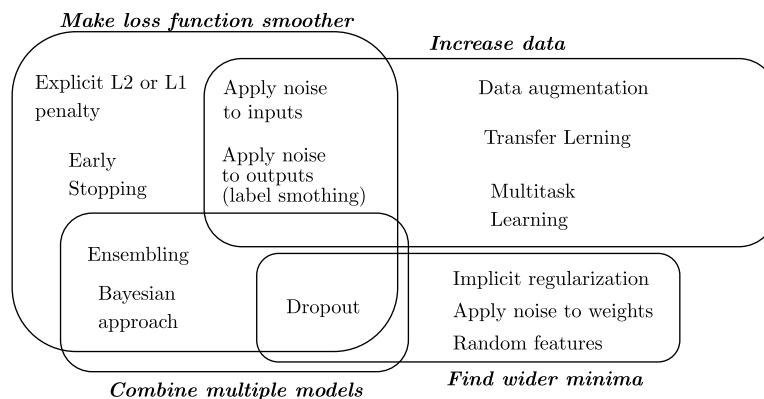 Make loss function smoother
Increase data
Explicit L2 or L1
penalty
Apply noise
to inputs
Data augmentation
Transfer Lerning
Early
Stopping
Apply noise
to outputs
(label smothing)
Multitask
Learning
Ensembling
Bayesian
approach
Dropout
Implicit regularization
Apply noise to weights
Random features
Combine multiple models
Find wider minima